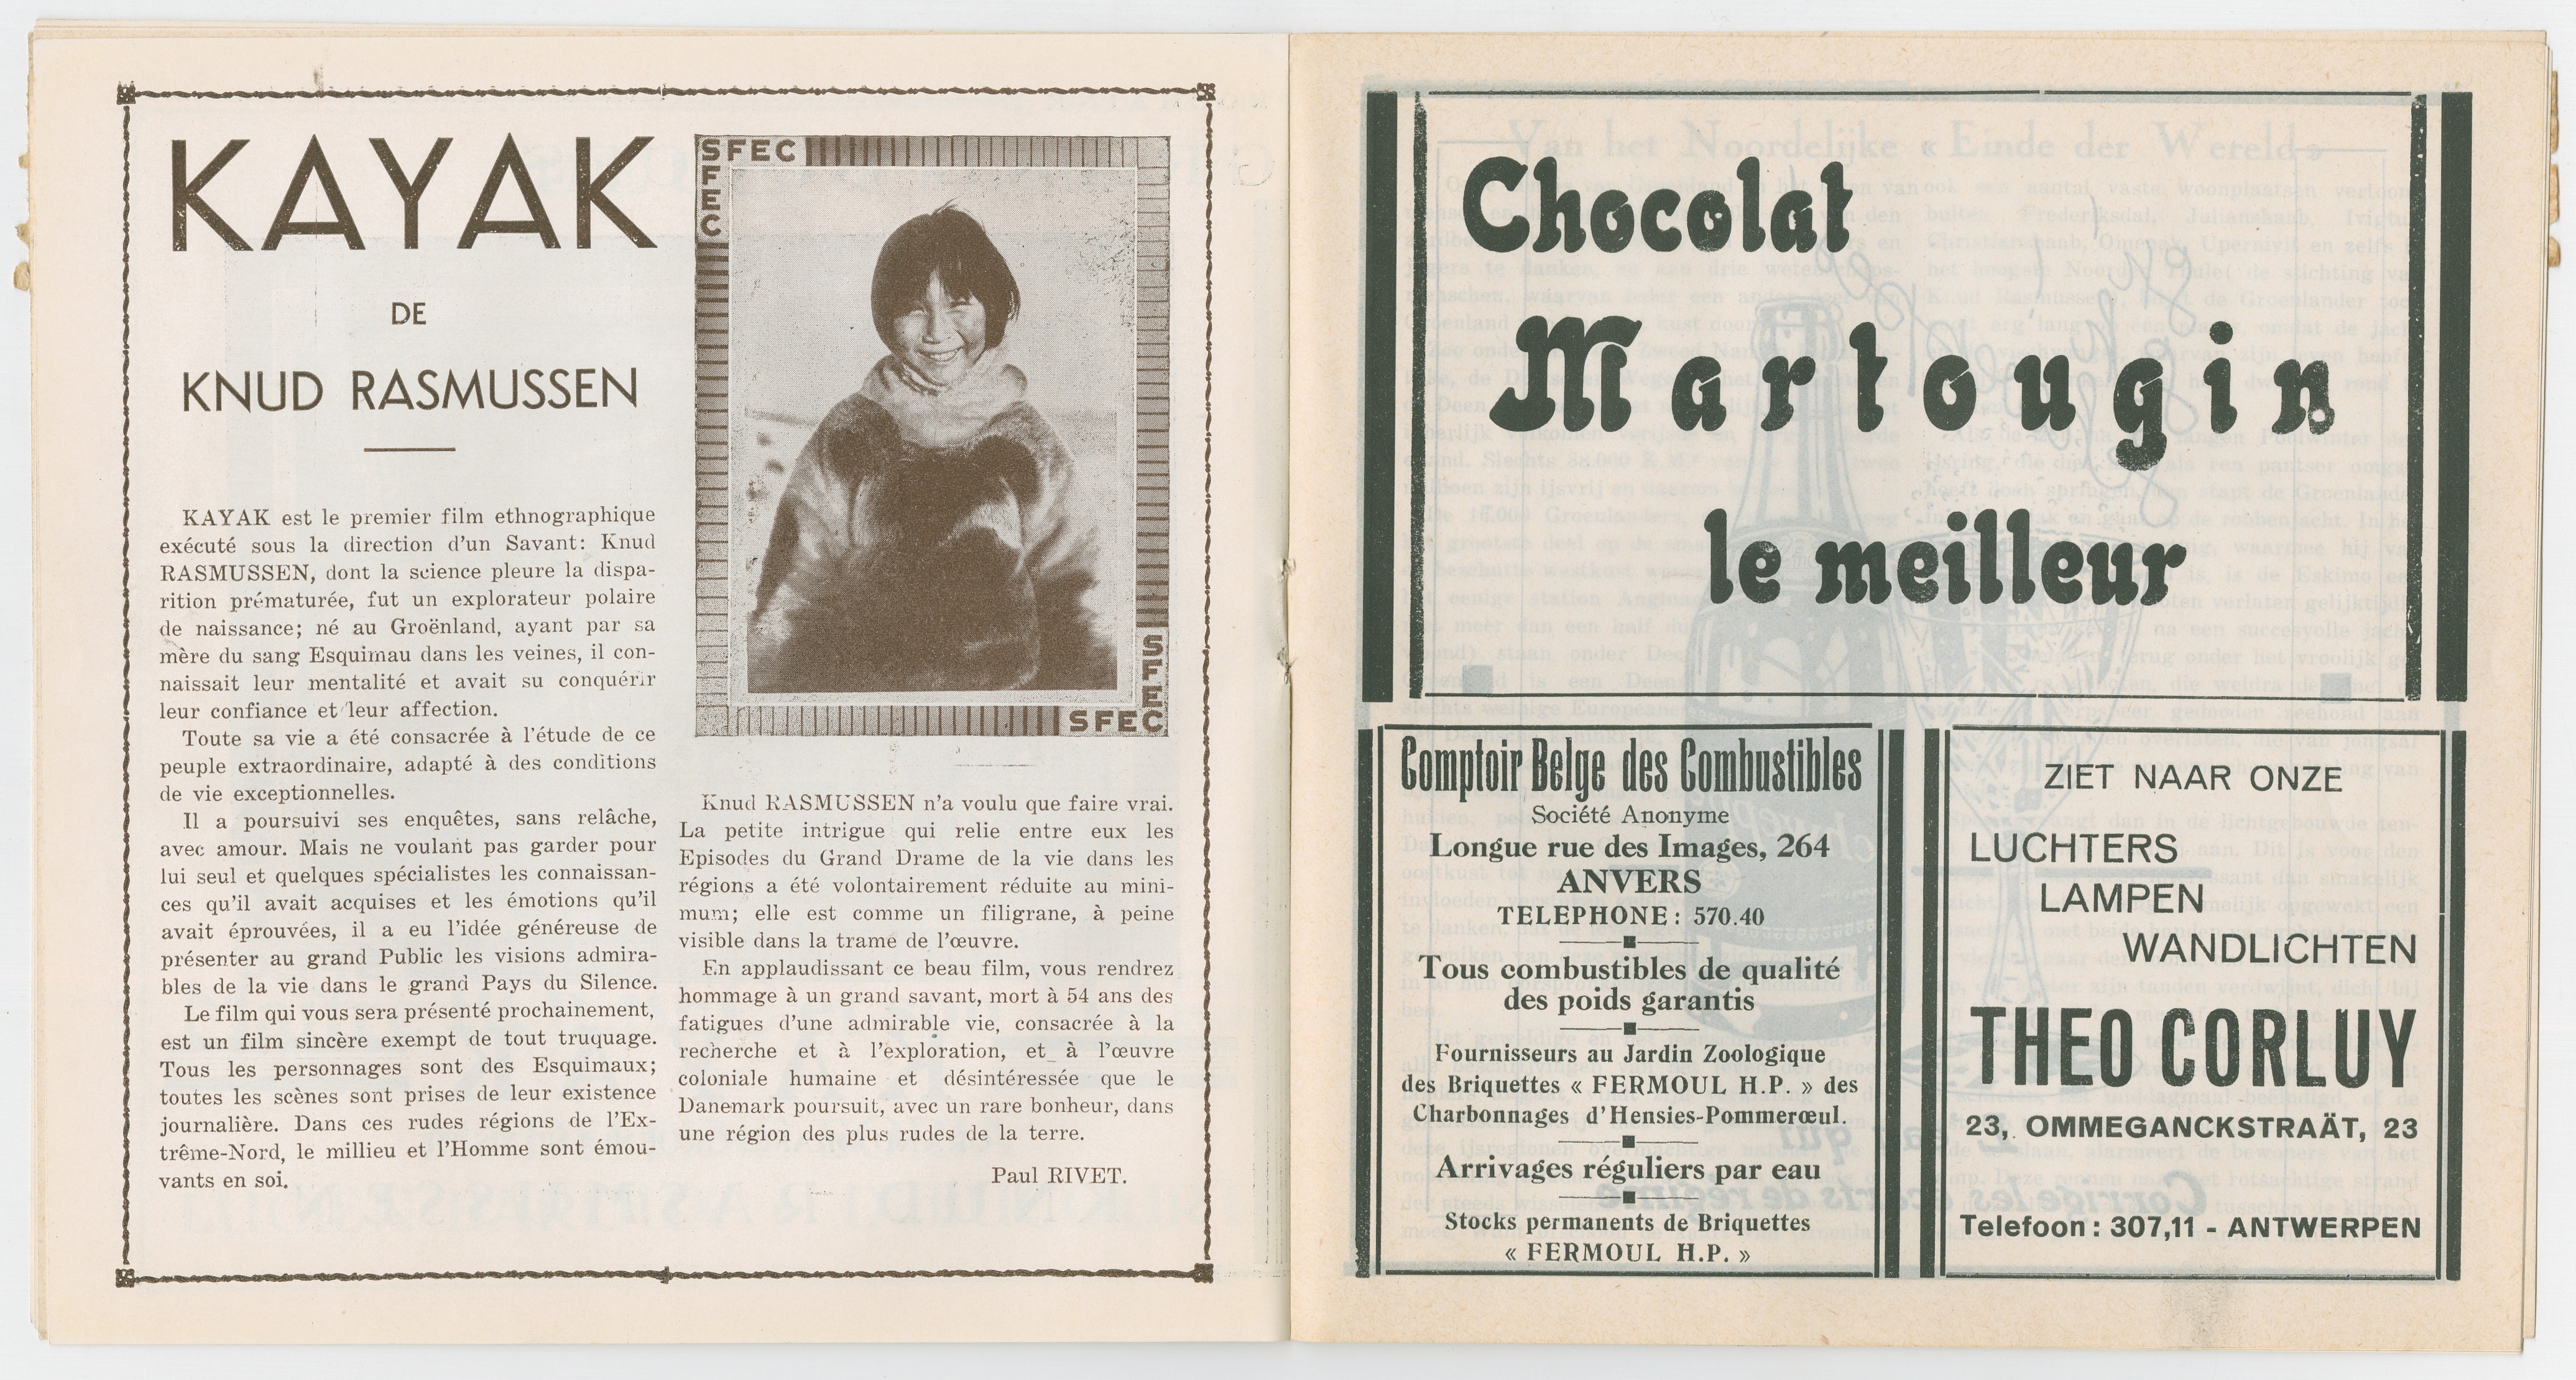 KAYAK
DE
KNUD RASMUSSEN
KAYAK est le premier film ethnographique
exécuté sous la direction d'un Savant: Knud
RASMUSSEN, dont la science pleure la dispa-
rition prématurée, fut un explorateur polaire
de naissance; né au Groënland, ayant par sa
mère du sang Esquimau dans les veines, il con-
naissait leur mentalité et avait su conquérir
leur confiance et leur affection.
Toute sa vie a été consacrée à l'étude de ce
peuple extraordinaire, adapté à des conditions
de vie exceptionnelles.
Il a poursuivi ses enquêtes, sans relâche,
avec amour. Mais ne voulant pas garder pour
lui seul et quelques spécialistes les connaissan-
ces qu'il avait acquises et les émotions qu'il
avait éprouvées, il a eu l'idée généreuse de
présenter au grand Public les visions admira-
bles de la vie dans le grand Pays du Silence.
Le film qui vous sera présenté prochainement,
est un film sincère exempt de tout truquage.
Tous les personnages sont des Esquimaux;
toutes les scènes sont prises de leur existence
journalière. Dans ces rudes régions de l'Ex-
trême-Nord, le millieu et l'Homme sont émou-
vants en soi.
SFEC
SFEC
SFEC
SFEC
Knud RASMUSSEN n'a voulu que faire vrai.
La petite intrigue qui relie entre eux les
Episodes du Grand Drame de la vie dans les
régions a été volontairement réduite au mini-
mum; elle est comme un filigrane, à peine
visible dans la trame de l'œuvre.
En applaudissant ce beau film, vous rendrez
hommage à un grand savant, mort à 54 ans des
fatigues d'une admirable vie, consacrée à la
recherche et à l'exploration, et à l'œuvre
coloniale humaine et désintéressée que le
Danemark poursuit, avec un rare bonheur, dans
une région des plus rudes de la terre.
Paul RIVET.
Chocolat
Martougin
le meilleur
Comptoir Belge des Combustibles
Société Anonyme
Longue rue des Images, 264
ANVERS
TELEPHONE: 570.40
Tous combustibles de qualité
des poids garantis
Fournisseurs au Jardin Zoologique
des Briquettes « FERMOUL H.P. » des
Charbonnages d'Hensies-Pommerœul.
Arrivages réguliers par eau
Stocks permanents de Briquettes
« FERMOUL H.P. »
ZIET NAAR ONZE
LUCHTERS
LAMPEN
WANDLICHTEN
THEO CORLUY
23, OMMEGANCKSTRAÄT, 23
Telefoon: 307,11 - ANTWERPEN